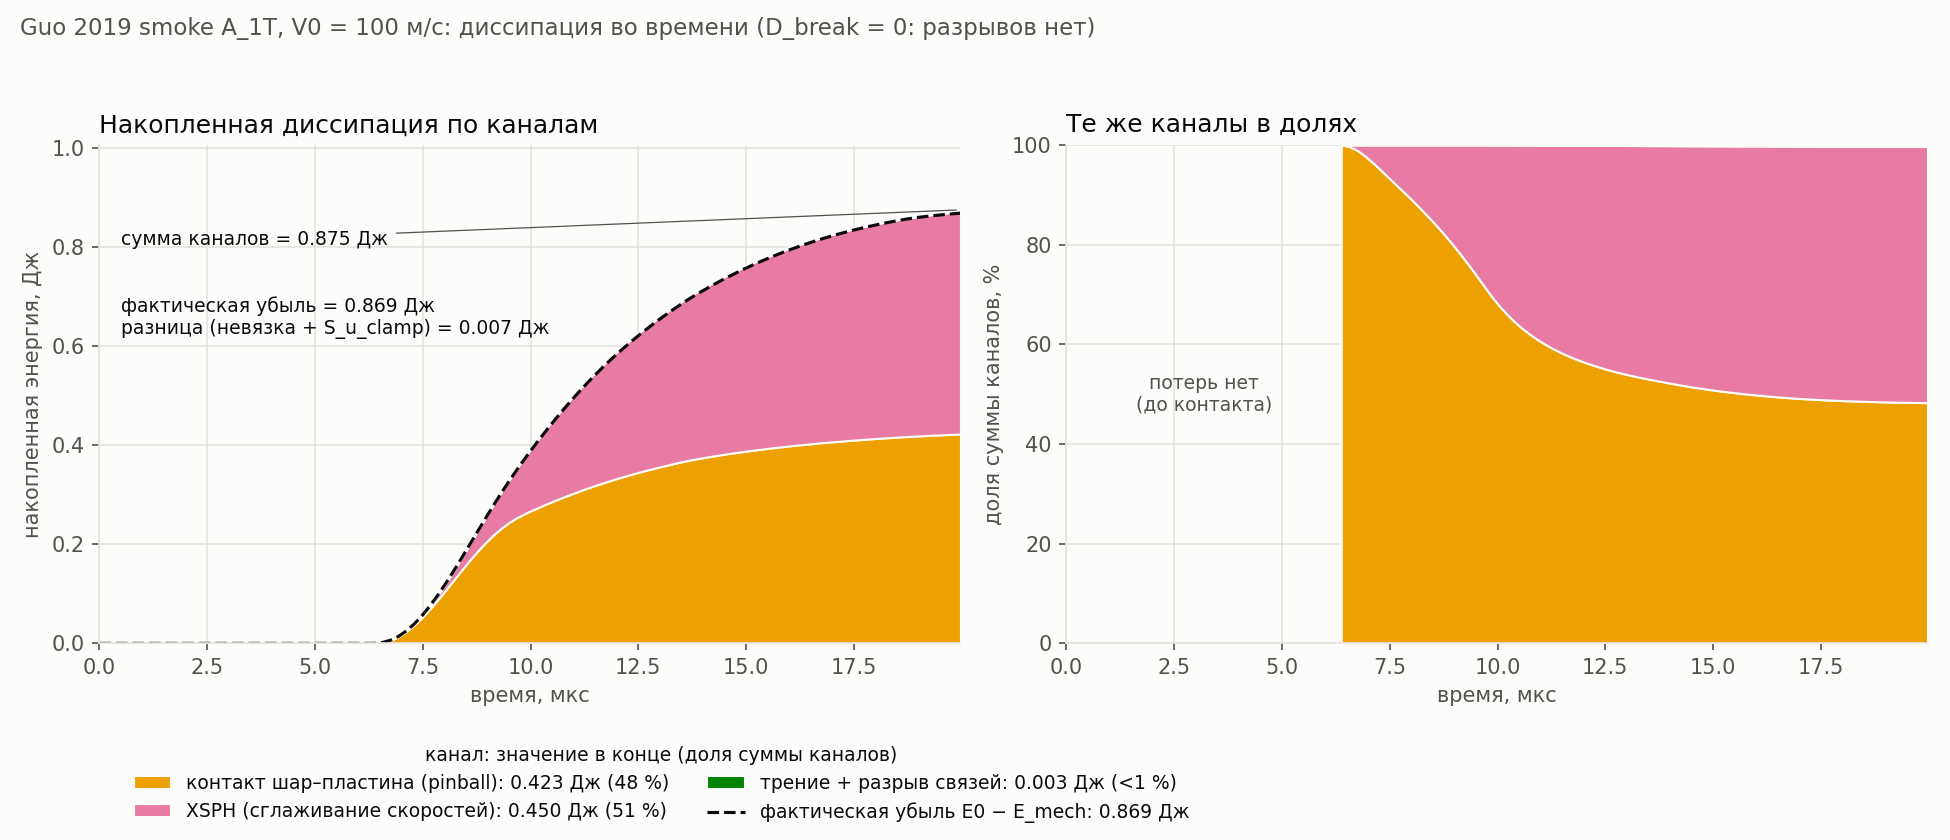 Guo 2019 smoke A_1T, V0 = 100 м/с: диссипация во времени (D_break = 0: разрывов нет)
Накопленная диссипация по каналам
накопленная энергия, Дж
1.0
0.8
0.6
0.4
0.2
0.0
сумма каналов = 0.875 Дж
фактическая убыль = 0.869 Дж
разница (невязка + S_u_clamp) = 0.007 Дж
0.0 2.5 5.0 7.5 10.0 12.5 15.0 17.5
время, мкс
Те же каналы в долях
доля суммы каналов, %
100
80
60
40
20
0
потерь нет
(до контакта)
0.0 2.5 5.0 7.5 10.0 12.5 15.0 17.5
время, мкс
канал: значение в конце (доля суммы каналов)
контакт шар–пластина (pinball): 0.423 Дж (48 %)
XSPH (сглаживание скоростей): 0.450 Дж (51 %)
трение + разрыв связей: 0.003 Дж (<1 %)
фактическая убыль E0 − E_mech: 0.869 Дж